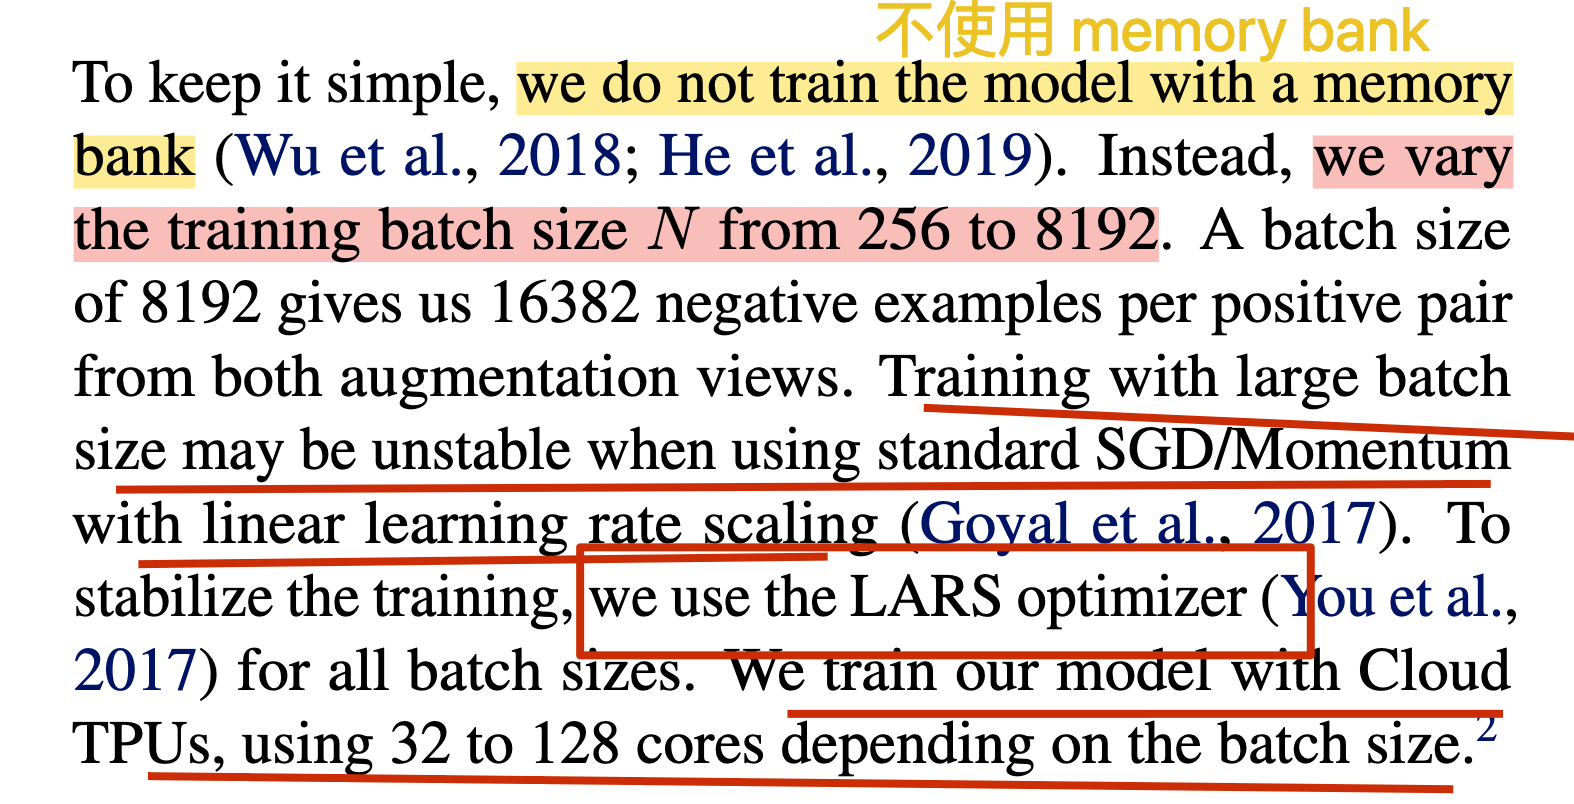 不使用 memory bank
To keep it simple, we do not train the model with a memory
bank (Wu et al., 2018; He et al., 2019). Instead, we vary
the training batch size N from 256 to 8192. A batch size
of 8192 gives us 16382 negative examples per positive pair
from both augmentation views. Training with large batch
size may be unstable when using standard SGD/Momentum
with linear learning rate scaling (Goyal et al., 2017). To
stabilize the training, we use the LARS optimizer (You et al.,
2017) for all batch sizes. We train our model with Cloud
TPUs, using 32 to 128 cores depending on the batch size.2